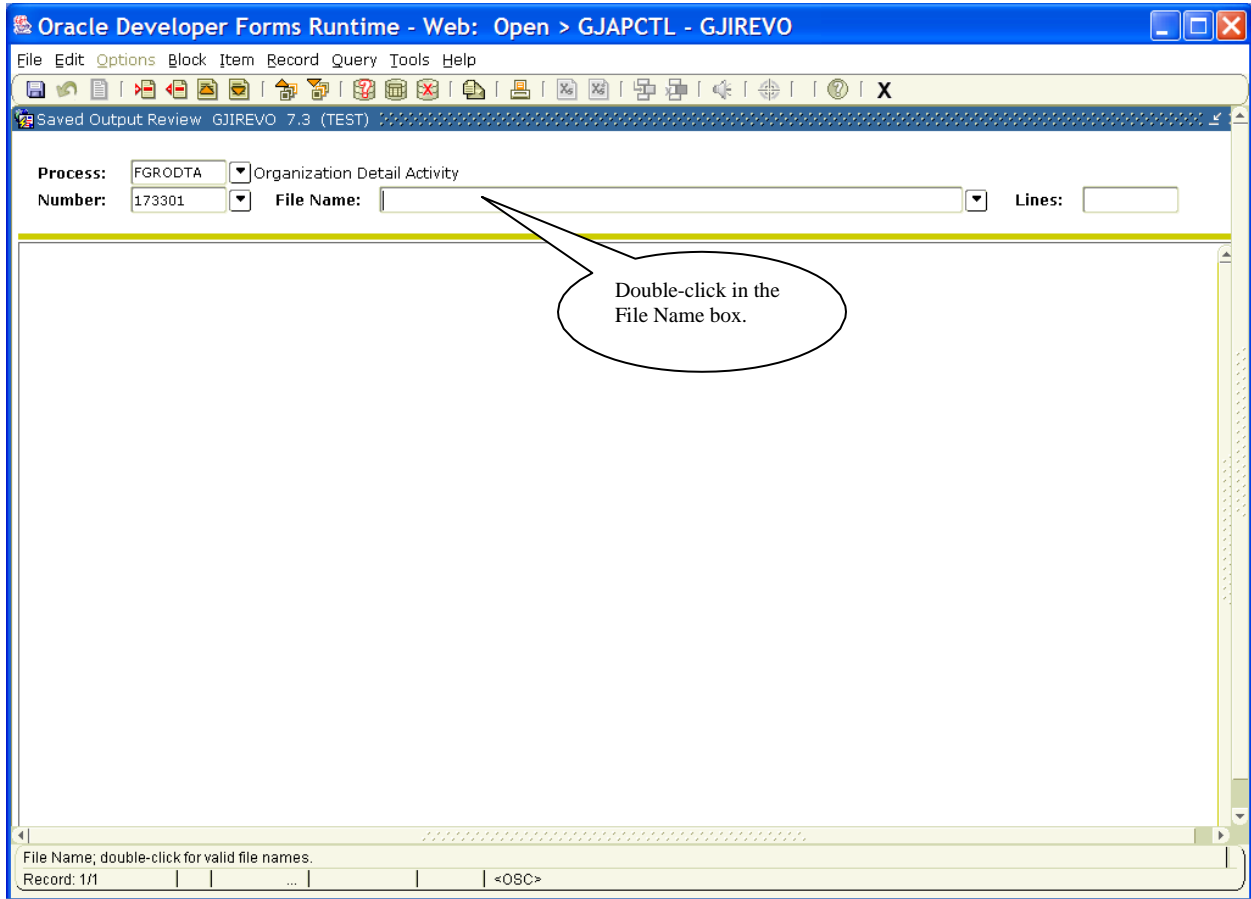 Oracle Developer Forms Runtime - Web: Open > GJAPCTL - GJIREVO
File Edit Options Block Item Record Query Tools Help
X
Saved Output Review GJIREVO 7.3 (TEST)
Process: FGRODTA Organization Detail Activity
Number: 173301 File Name: Lines:
Double-click in the
File Name box.
File Name; double-click for valid file names.
Record: 1/1 ... <OSC>